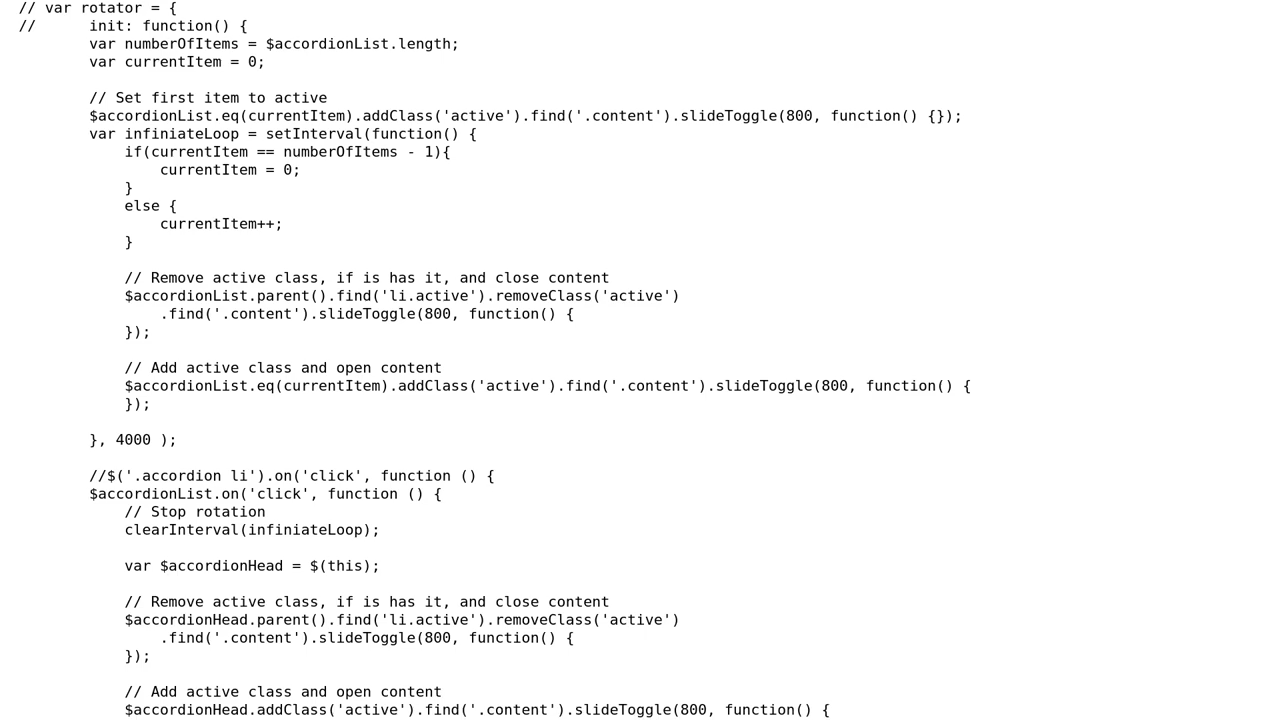 // var rotator = {
//      init: function() {
        var numberOfItems = $accordionList.length;
        var currentItem = 0;

        // Set first item to active
        $accordionList.eq(currentItem).addClass('active').find('.content').slideToggle(800, function() {});
        var infiniateLoop = setInterval(function() {
            if(currentItem == numberOfItems - 1){
                currentItem = 0;
            }
            else {
                currentItem++;
            }

            // Remove active class, if is has it, and close content
            $accordionList.parent().find('li.active').removeClass('active')
                .find('.content').slideToggle(800, function() {
            });

            // Add active class and open content
            $accordionList.eq(currentItem).addClass('active').find('.content').slideToggle(800, function() {
            });

        }, 4000 );

        //$('.accordion li').on('click', function () {
        $accordionList.on('click', function () {
            // Stop rotation
            clearInterval(infiniateLoop);

            var $accordionHead = $(this);

            // Remove active class, if is has it, and close content
            $accordionHead.parent().find('li.active').removeClass('active')
                .find('.content').slideToggle(800, function() {
            });

            // Add active class and open content
            $accordionHead.addClass('active').find('.content').slideToggle(800, function() {